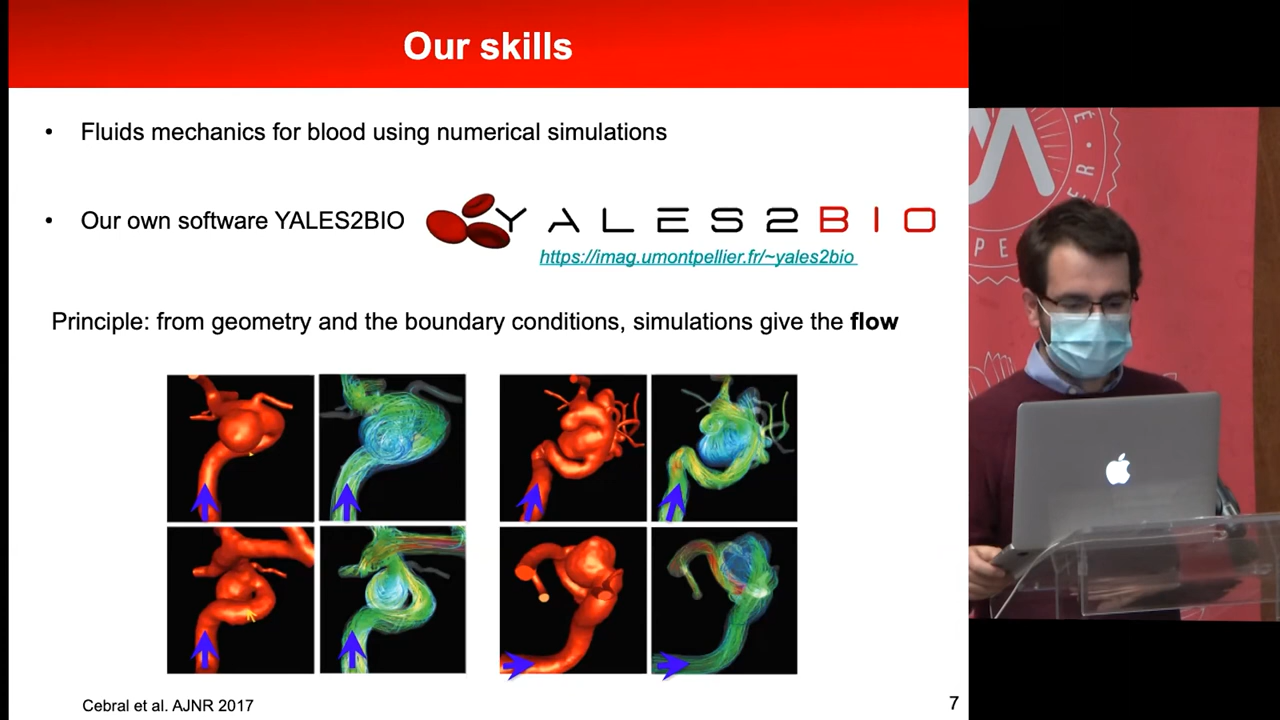 Our skills
• Fluids mechanics for blood using numerical simulations
• Our own software YALES2BIO
YALES2BIO
https://imag.umontpellier.fr/~yales2bio
Principle: from geometry and the boundary conditions, simulations give the flow
Cebral et al. AJNR 2017
7